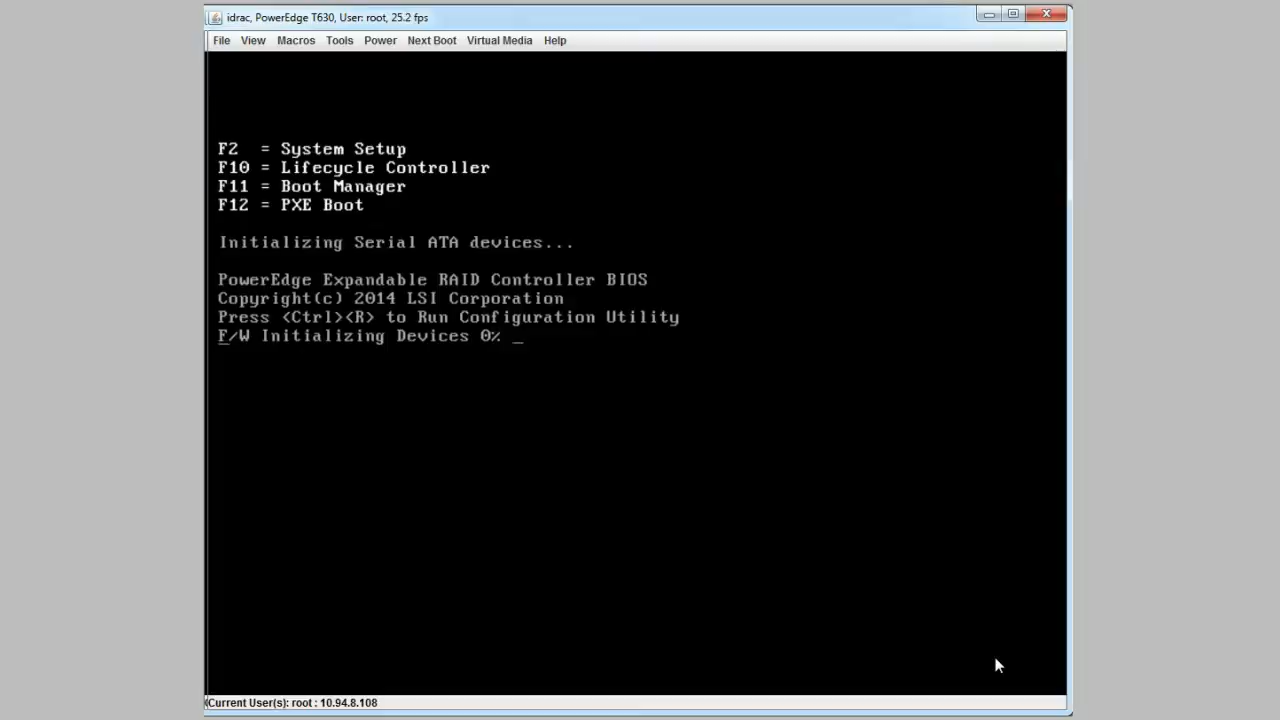 idrac, PowerEdge T630, User: root, 25.2 fps
File View Macros Tools Power Next Boot Virtual Media Help
F2 = System Setup
F10 = Lifecycle Controller
F11 = Boot Manager
F12 = PXE Boot
Initializing Serial ATA devices...
PowerEdge Expandable RAID Controller BIOS
Copyright(c) 2014 LSI Corporation
Press <Ctrl><R> to Run Configuration Utility
F/W Initializing Devices 0% _
Current User(s): root : 10.94.8.108